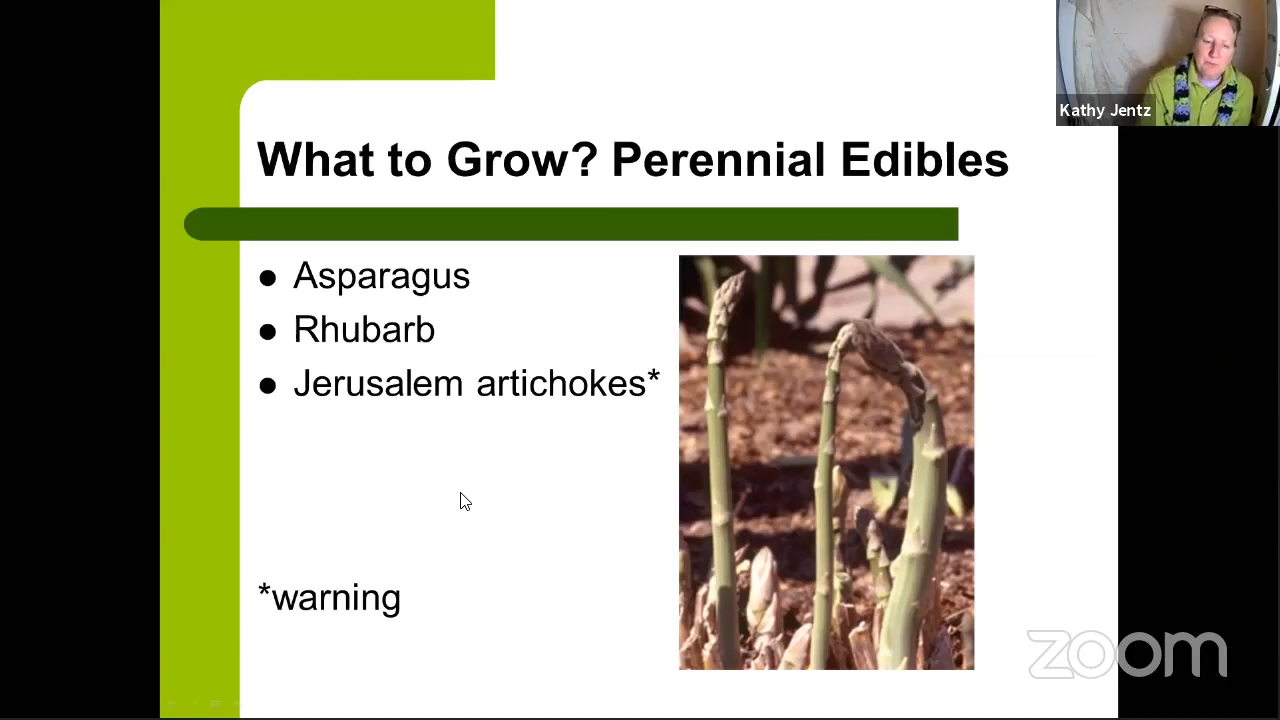 Kathy Jentz
What to Grow? Perennial Edibles
Asparagus
Rhubarb
Jerusalem artichokes*
*warning
zoom